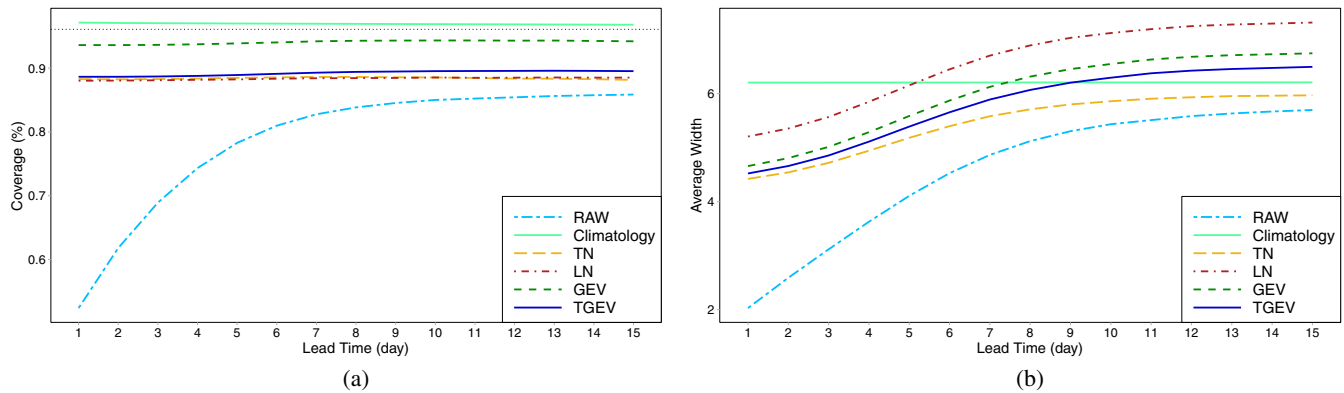 Coverage (%)
0.9
0.8
0.7
0.6
1 2 3 4 5 6 7 8 9 10 11 12 13 14 15
Lead Time (day)
RAW
Climatology
TN
LN
GEV
TGEV
(a)
Average Width
6
4
2
1 2 3 4 5 6 7 8 9 10 11 12 13 14 15
Lead Time (day)
RAW
Climatology
TN
LN
GEV
TGEV
(b)